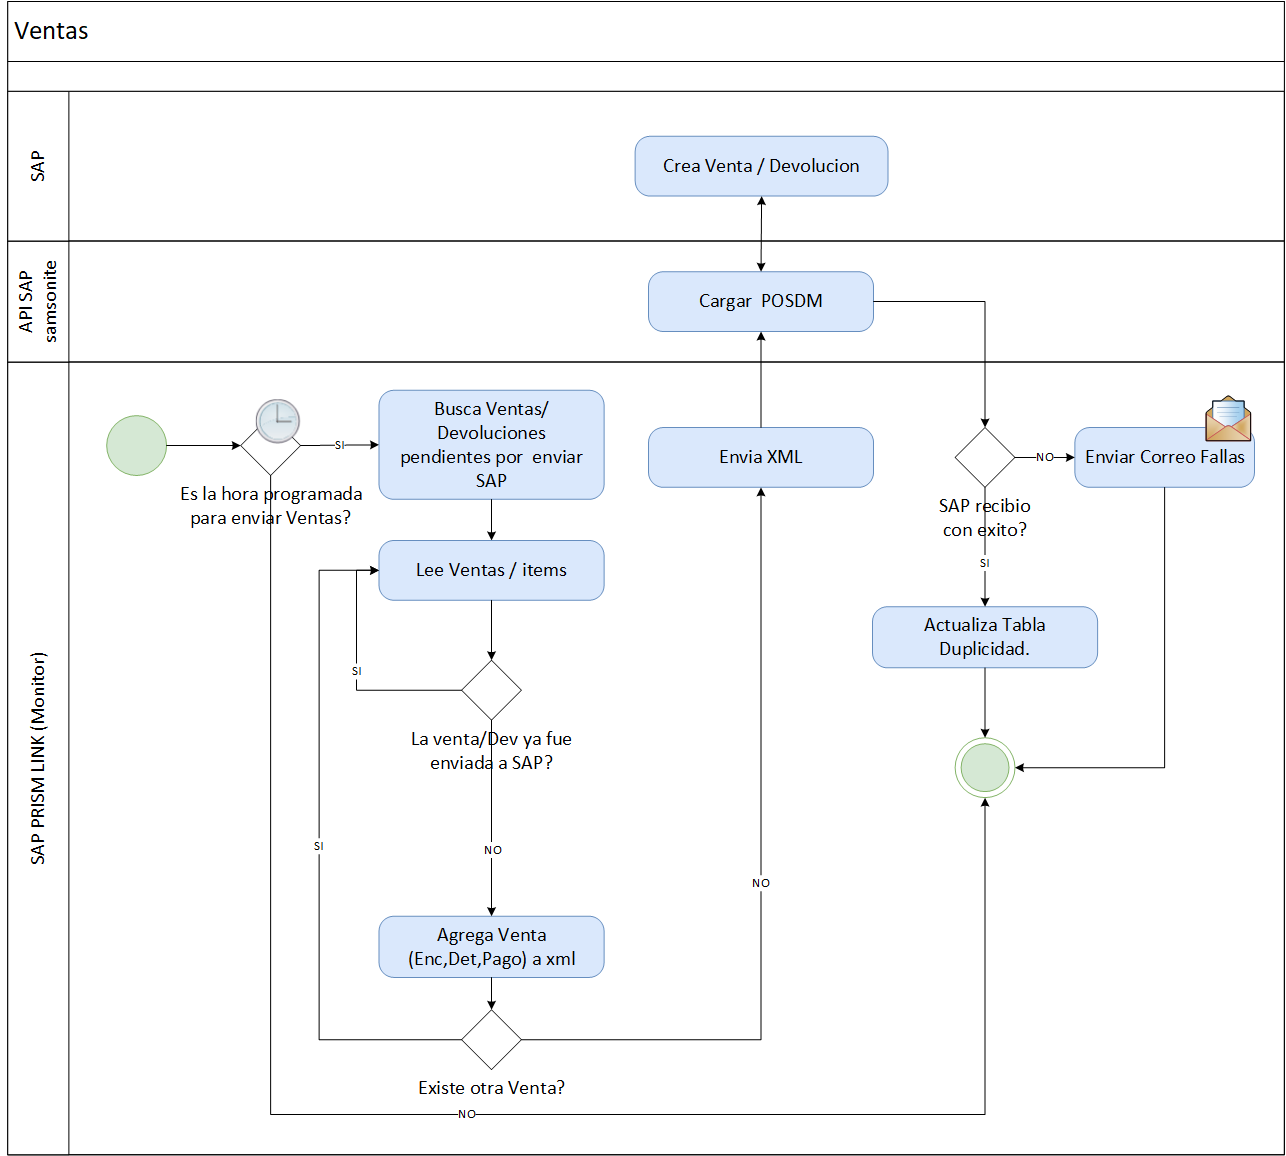 Ventas
SAP
Crea Venta / Devolucion
API SAP
samsonite
Cargar  POSDM
SAP PRISM LINK (Monitor)
Es la hora programada
para enviar Ventas?
SI
Busca Ventas/
Devoluciones
pendientes por  enviar
SAP
Lee Ventas / items
SI
La venta/Dev ya fue
enviada a SAP?
NO
SI
Agrega Venta
(Enc,Det,Pago) a xml
Existe otra Venta?
NO
NO
Envia XML
SAP recibio
con exito?
NO
Enviar Correo Fallas
SI
Actualiza Tabla
Duplicidad.